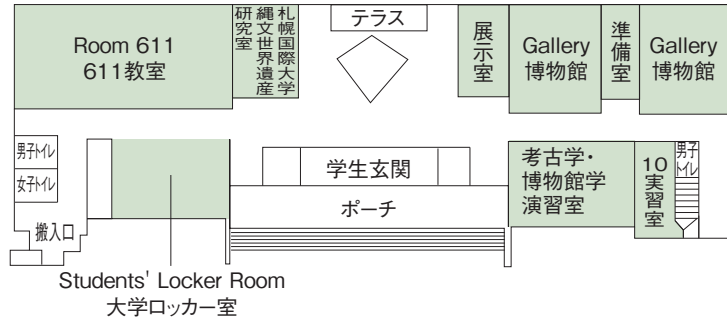 Room 611
611教室
札幌国際大学
縄文世界遺産
研究室
テラス
展示室
Gallery
博物館
準備室
Gallery
博物館
男子トイレ
女子トイレ
搬入口
学生玄関
ポーチ
考古学・
博物館学
演習室
10実習室
男子
トイレ
Students' Locker Room
大学ロッカー室